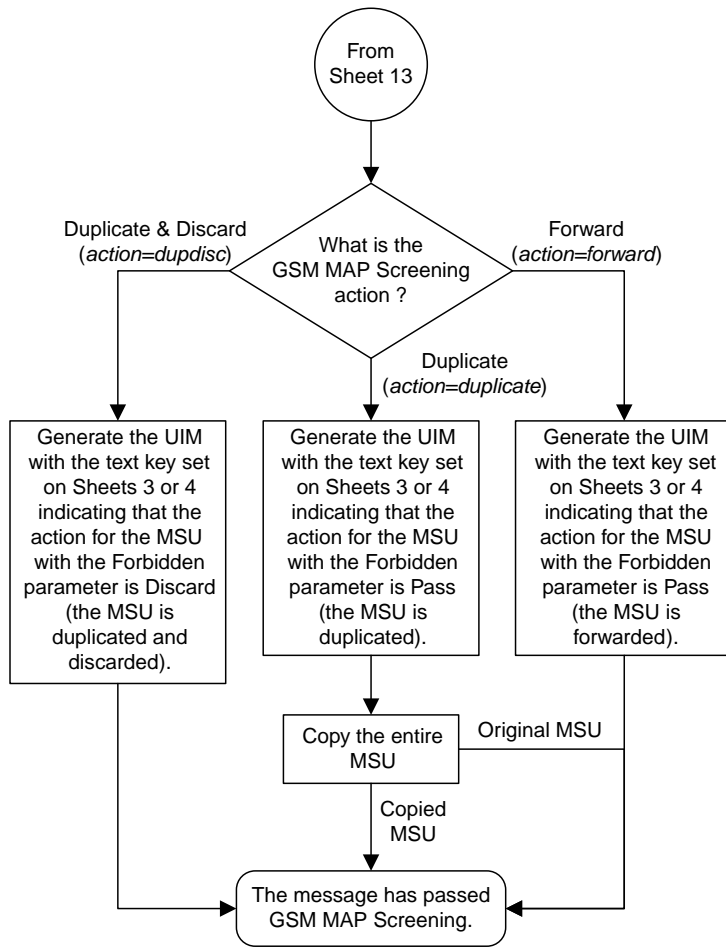 From
Sheet 13
Duplicate & Discard
(action=dupdisc)
What is the
GSM MAP Screening
action ?
Forward
(action=forward)
Duplicate
(action=duplicate)
Generate the UIM
with the text key set
on Sheets 3 or 4
indicating that the
action for the MSU
with the Forbidden
parameter is Discard
(the MSU is
duplicated and
discarded).
Generate the UIM
with the text key set
on Sheets 3 or 4
indicating that the
action for the MSU
with the Forbidden
parameter is Pass
(the MSU is
duplicated).
Generate the UIM
with the text key set
on Sheets 3 or 4
indicating that the
action for the MSU
with the Forbidden
parameter is Pass
(the MSU is
forwarded).
Copy the entire
MSU
Original MSU
Copied
MSU
The message has passed
GSM MAP Screening.